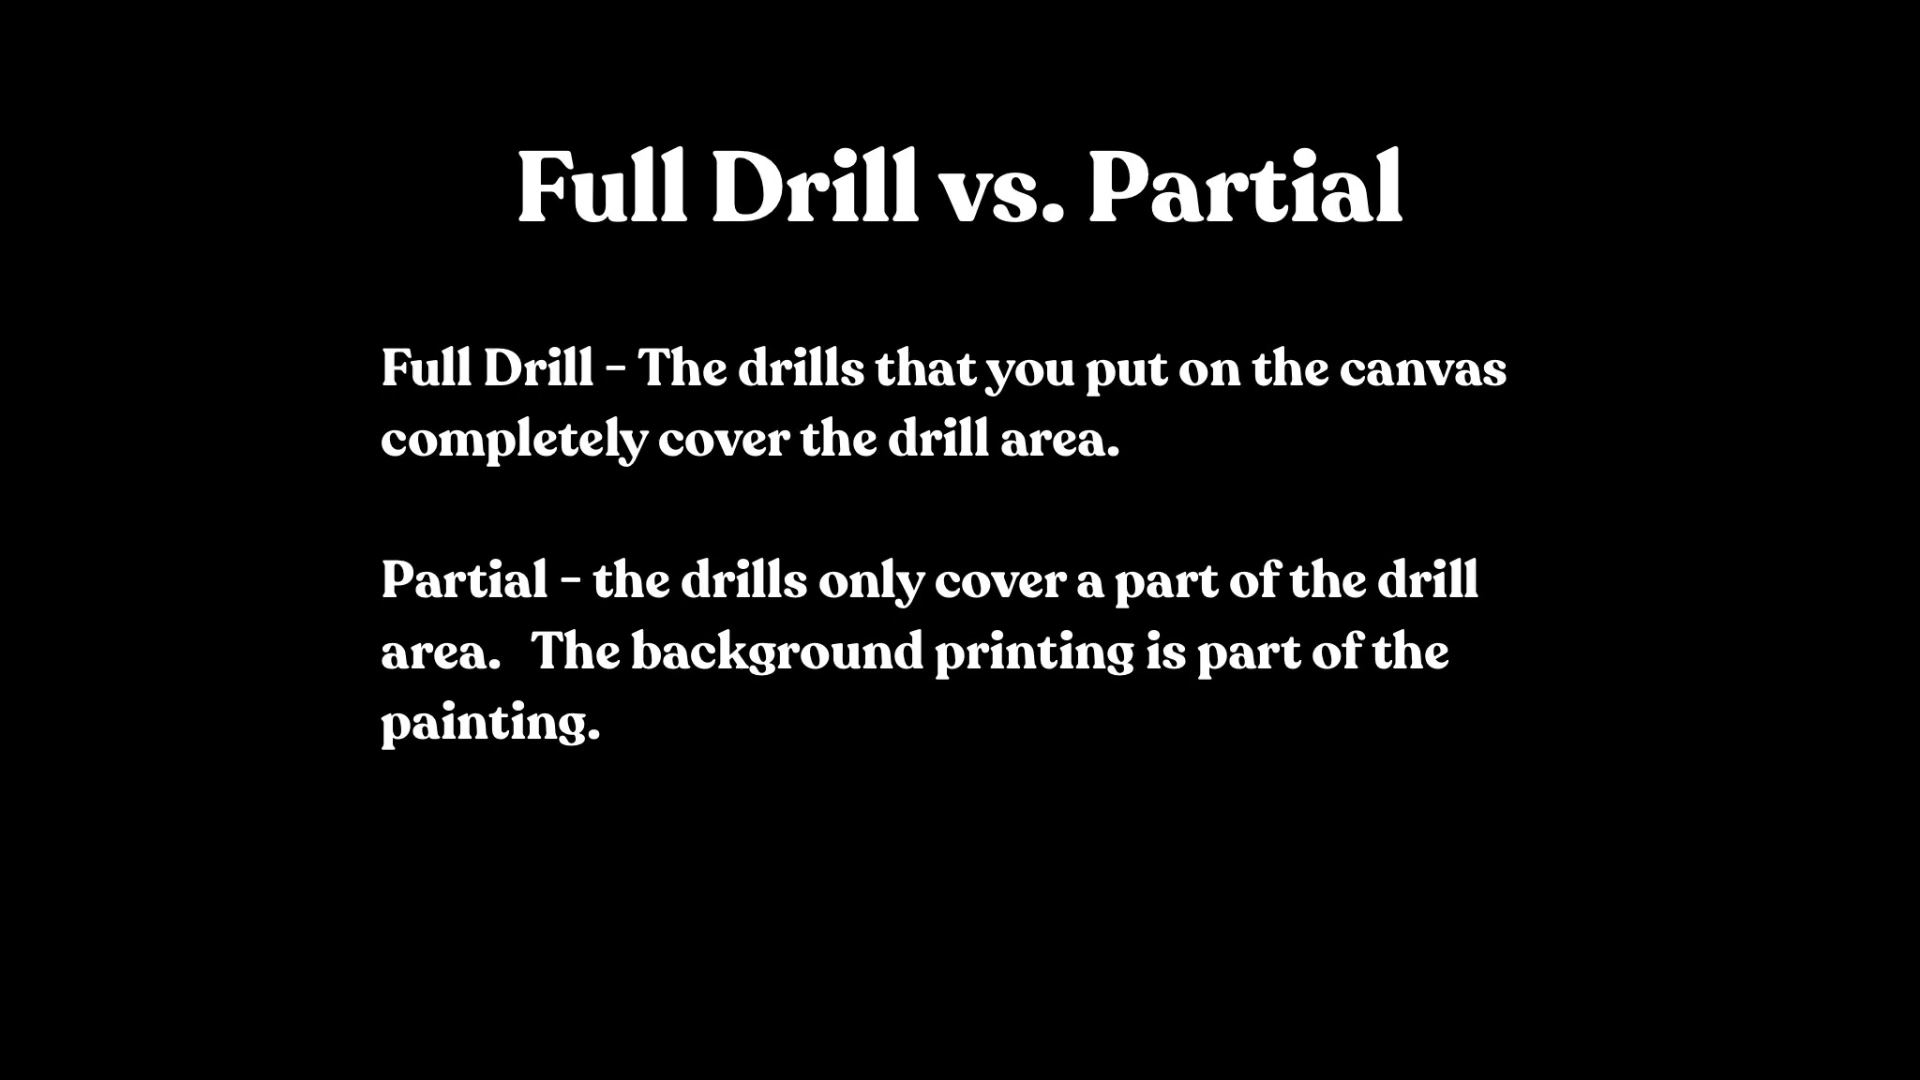 Full Drill vs. Partial
Full Drill - The drills that you put on the canvas
completely cover the drill area.
Partial - the drills only cover a part of the drill
area.   The background printing is part of the
painting.